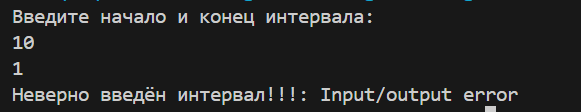 Введите начало и конец интервала:
10
1
Неверно введён интервал!!!: Input/output error